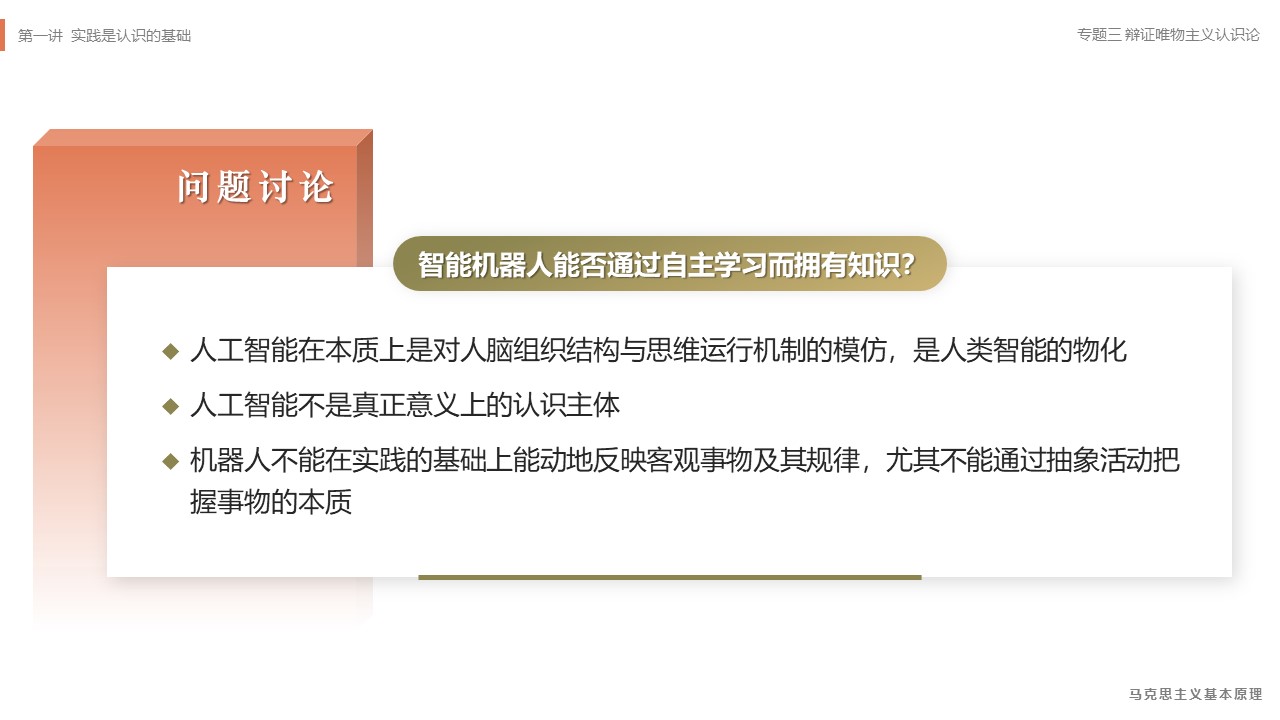 第一讲 实践是认识的基础
专题三 辩证唯物主义认识论
问题讨论
智能机器人能否通过自主学习而拥有知识?
◆ 人工智能在本质上是对人脑组织结构与思维运行机制的模仿，是人类智能的物化
◆ 人工智能不是真正意义上的认识主体
◆ 机器人不能在实践的基础上能动地反映客观事物及其规律，尤其不能通过抽象活动把
握事物的本质
马克思主义基本原理